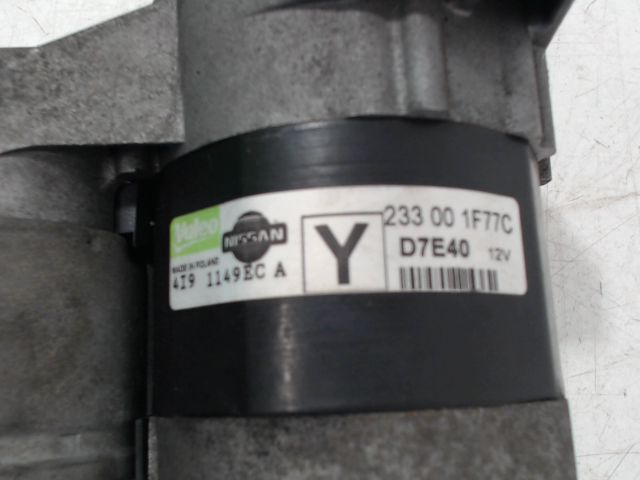 Valeo
NISSAN
MADE IN POLAND
4I9 1149EC A
Y
233 00 1F77C
D7E40 12V